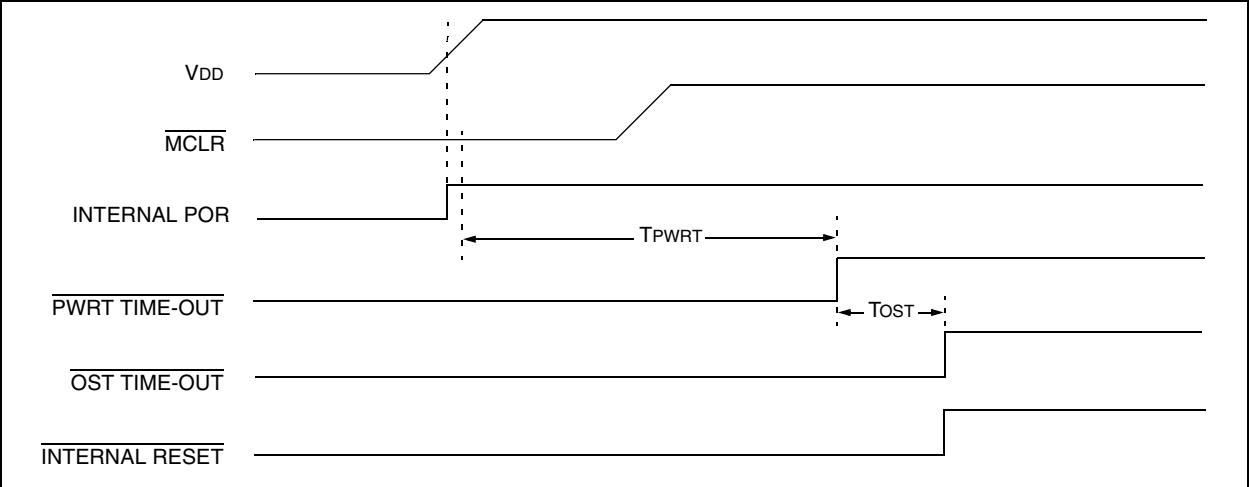 VDD
MCLR
INTERNAL POR
TPWRT
PWRT TIME-OUT
TOST
OST TIME-OUT
INTERNAL RESET